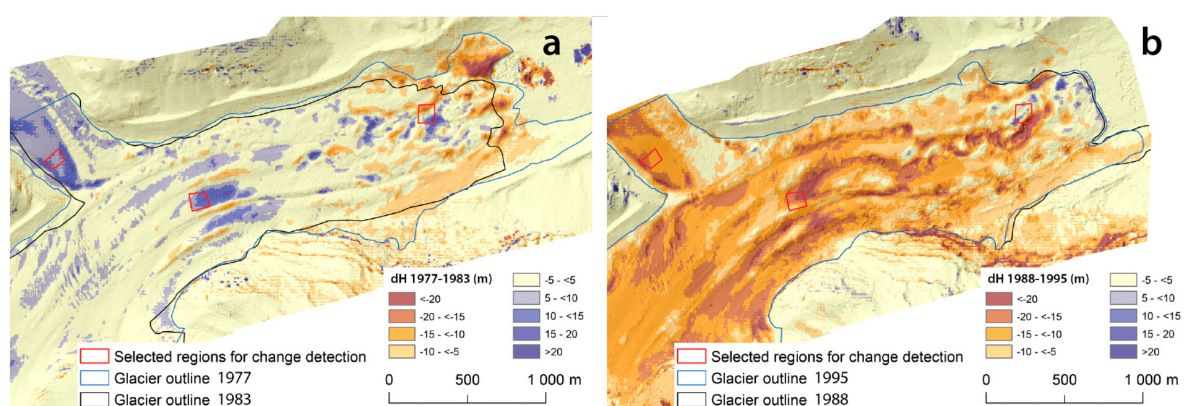 a
dH 1977-1983 (m)
<-20
-20 - <-15
-15 - <-10
-10 - <-5
-5 - <5
5 - <10
10 - <15
15 - 20
>20
Selected regions for change detection
Glacier outline 1977
Glacier outline 1983
0 500 1 000 m
b
dH 1988-1995 (m)
<-20
-20 - <-15
-15 - <-10
-10 - <-5
-5 - <5
5 - <10
10 - <15
15 - 20
>20
Selected regions for change detection
Glacier outline 1995
Glacier outline 1988
0 500 1 000 m